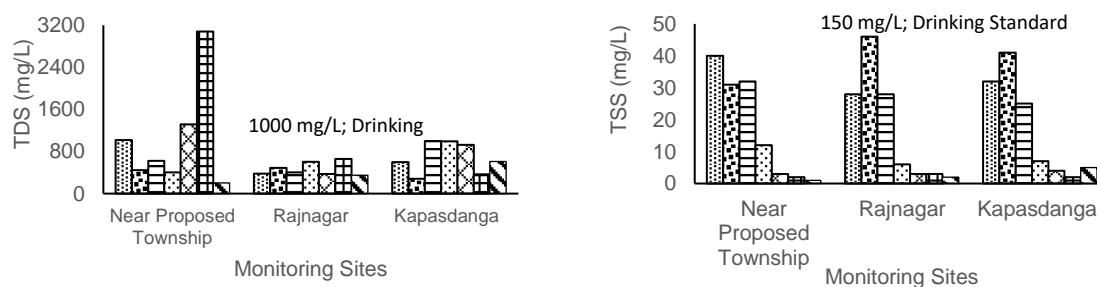 TDS (mg/L)
3200
2400
1600
800
0
1000 mg/L; Drinking
Near Proposed
Township
Rajnagar
Kapasdanga
Monitoring Sites
TSS (mg/L)
50
40
30
20
10
0
150 mg/L; Drinking Standard
Near
Proposed
Township
Rajnagar
Kapasdanga
Monitoring Sites